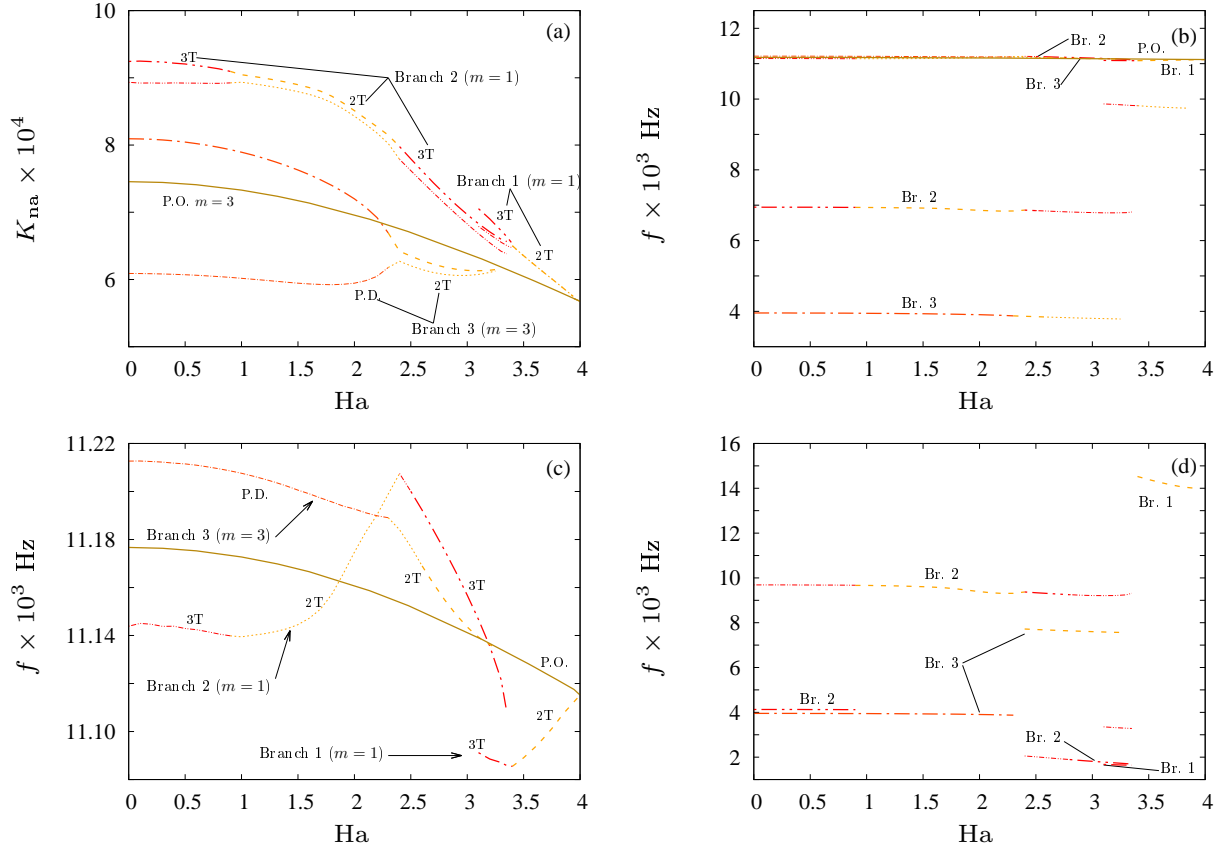 (a)
K_na × 10^4
10
8
6
3T
Branch 2 (m = 1)
2T
3T
Branch 1 (m = 1)
3T
2T
P.O. m = 3
P.D.
2T
Branch 3 (m = 3)
0 0.5 1 1.5 2 2.5 3 3.5 4
Ha
(b)
f × 10^3 Hz
12
10
8
6
4
Br. 2
P.O.
Br. 1
Br. 3
Br. 2
Br. 3
0 0.5 1 1.5 2 2.5 3 3.5 4
Ha
(c)
f × 10^3 Hz
11.22
11.18
11.14
11.10
P.D.
Branch 3 (m = 3)
3T
2T
2T
3T
Branch 2 (m = 1)
P.O.
2T
3T
Branch 1 (m = 1)
0 0.5 1 1.5 2 2.5 3 3.5 4
Ha
(d)
f × 10^3 Hz
16
14
12
10
8
6
4
2
Br. 1
Br. 2
Br. 3
Br. 2
Br. 2
Br. 1
0 0.5 1 1.5 2 2.5 3 3.5 4
Ha